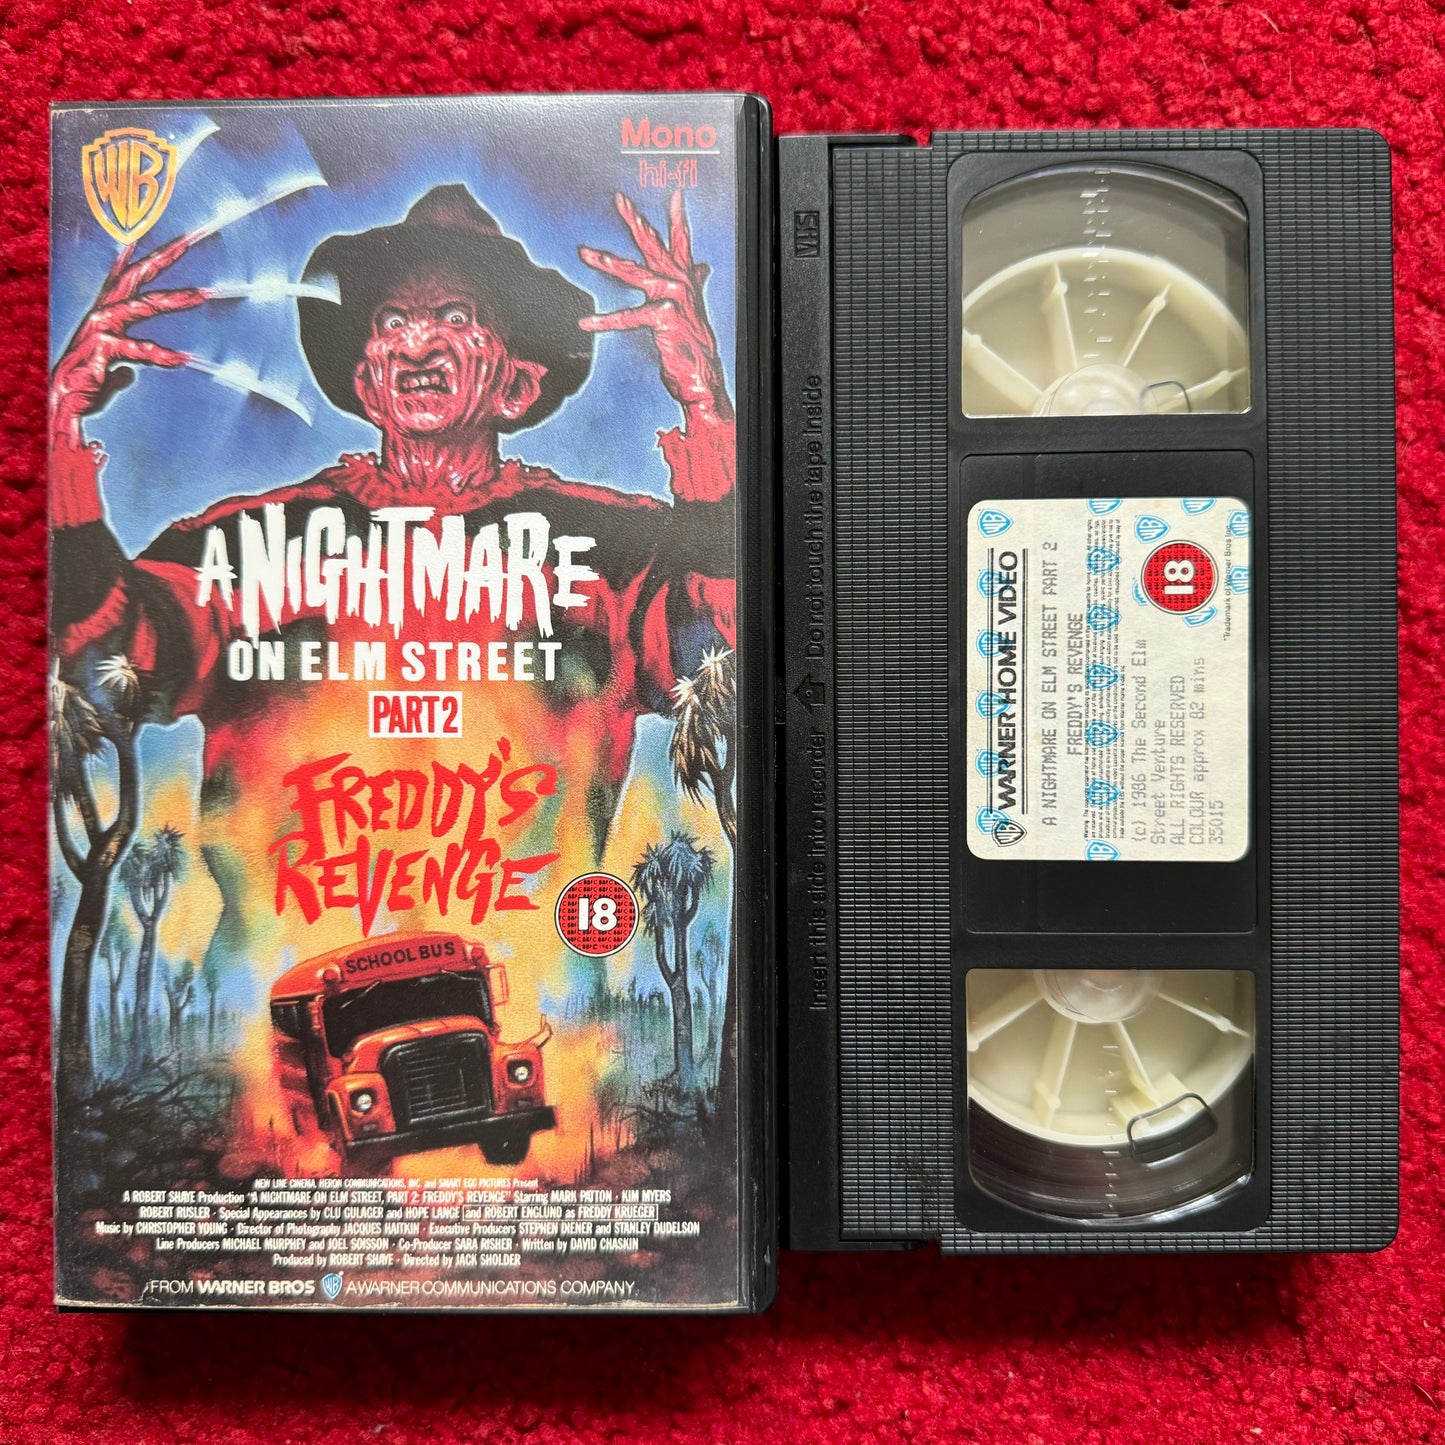 WB
Mono
hi-fi
A NIGHTMARE
ON ELM STREET
PART 2
FREDDY'S
REVENGE
18
SCHOOL BUS
NEW LINE CINEMA, HERON COMMUNICATIONS, INC. and SMART EGG PICTURES Present
A ROBERT SHAYE Production "A NIGHTMARE ON ELM STREET, PART 2: FREDDY'S REVENGE" Starring MARK PATTON · KIM MYERS
ROBERT RUSLER · Special Appearances by CLU GULAGER and HOPE LANGE and ROBERT ENGLUND as FREDDY KRUEGER
Music by CHRISTOPHER YOUNG · Director of Photography JACQUES HAITKIN · Executive Producers STEPHEN DIENER and STANLEY DUDELSON
Line Producers MICHAEL MURPHEY and JOEL SOISSON · Co-Producer SARA RISHER · Written by DAVID CHASKIN
Produced by ROBERT SHAYE · Directed by JACK SHOLDER
FROM WARNER BROS WB A WARNER COMMUNICATIONS COMPANY
VHS
Insert this side into recorder Do not touch the tape inside
WB WARNER HOME VIDEO
A NIGHTMARE ON ELM STREET PART 2
FREDDY'S REVENGE
(c) 1986 The Second Elm
Street Venture
ALL RIGHTS RESERVED
COLOUR approx 82 mins
35015
18
*Trademark of Warner Bros Inc.